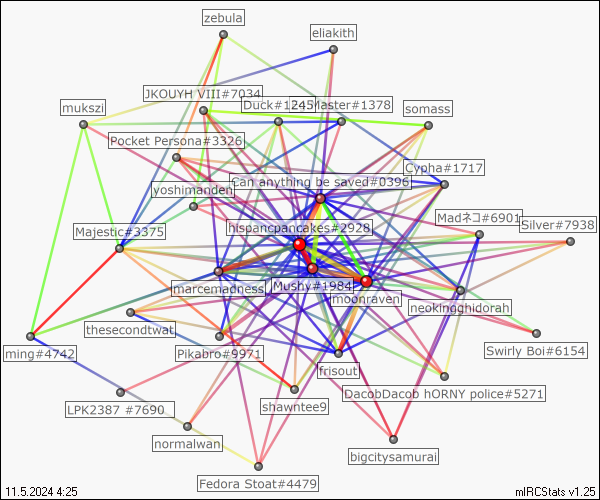 zebula
eliakith
JKOUYH VIII#7034
Duck#1245
Master#1378
mukszi
somass
Pocket Persona#3326
Cypha#1717
Can anything be saved#0396
yoshimanden
Madネコ#6901
Silver#7938
hispancpancakes#2928
Majestic#3375
marcemadness
Mushy#1984
moonraven
neokingghidorah
thesecondtwat
ming#4742
Pikabro#9971
Swirly Boi#6154
frisout
DacobDacob hORNY police#5271
LPK2387 #7690
shawntee9
normalwan
bigcitysamurai
Fedora Stoat#4479
11.5.2024 4:25
mIRCStats v1.25